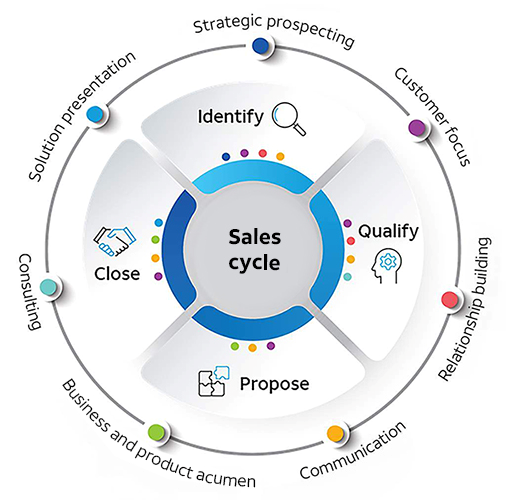 Strategic prospecting
Customer focus
Relationship building
Communication
Business and product acumen
Consulting
Solution presentation
Identify
Qualify
Propose
Close
Sales
cycle